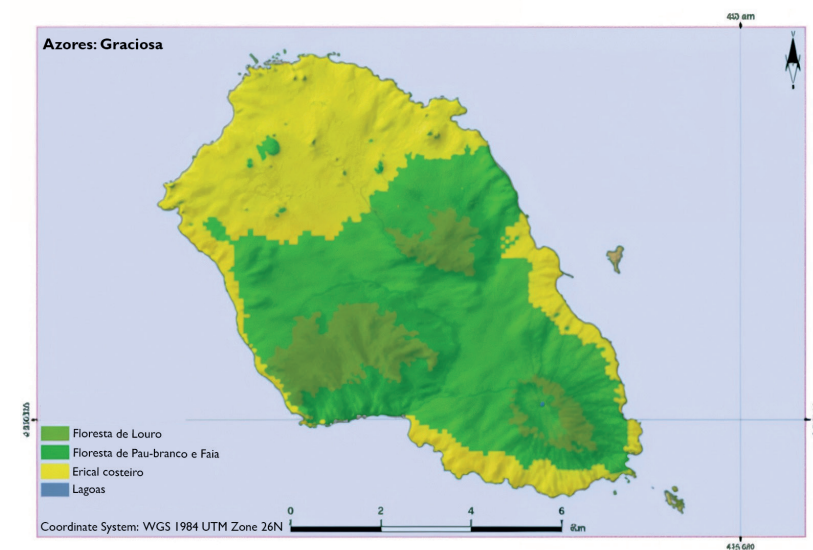 Azores: Graciosa
Floresta de Louro
Floresta de Pau-branco e Faia
Erical costeiro
Lagoas
Coordinate System: WGS 1984 UTM Zone 26N
0 2 4 6